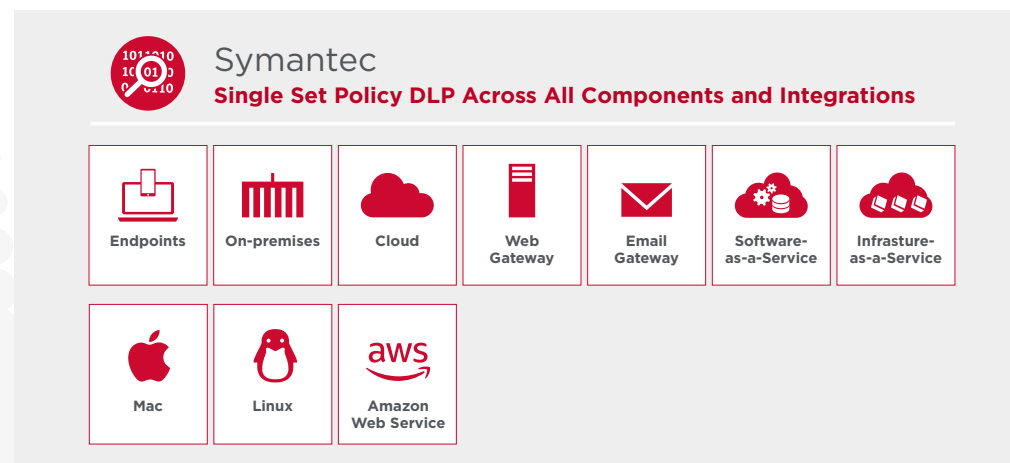 Symantec
Single Set Policy DLP Across All Components and Integrations
Endpoints
On-premises
Cloud
Web
Gateway
Email
Gateway
Software-
as-a-Service
Infrasture-
as-a-Service
Mac
Linux
aws
Amazon
Web Service